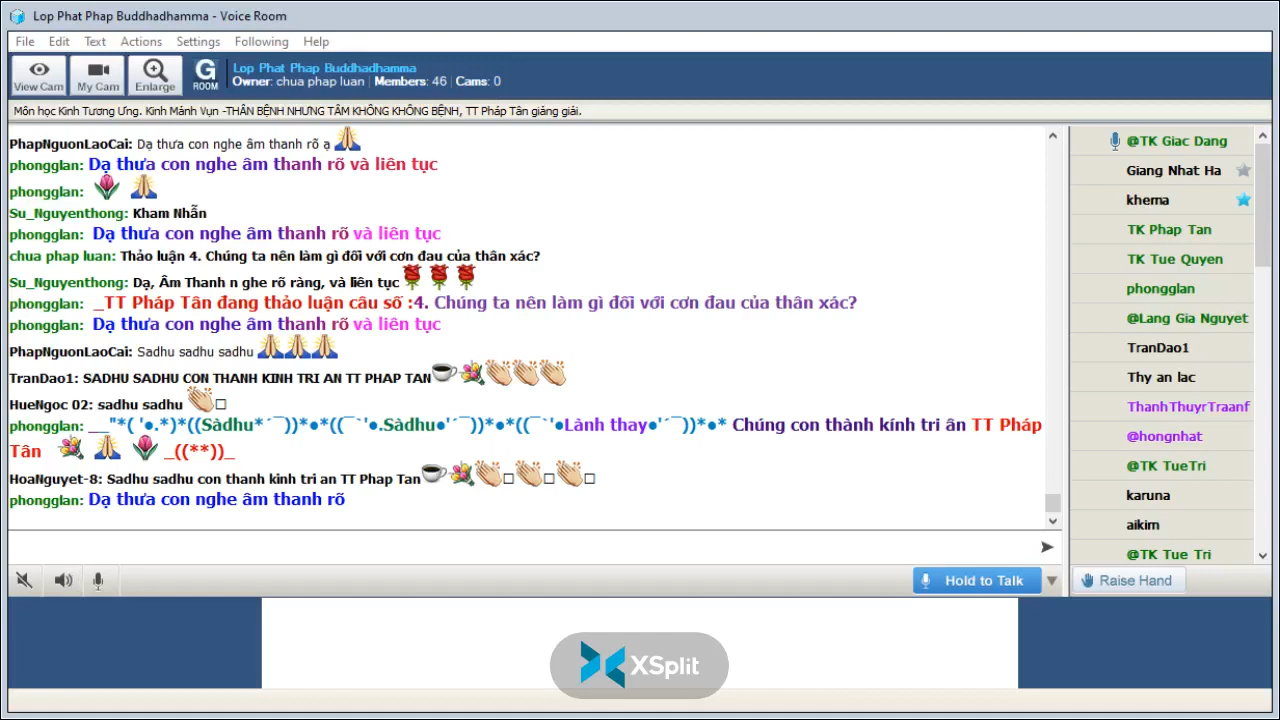 Lop Phat Phap Buddhadhamma - Voice Room
File Edit Text Actions Settings Following Help
View Cam My Cam Enlarge G ROOM
Lop Phat Phap Buddhadhamma
Owner: chua phap luan | Members: 46 | Cams: 0
Môn học Kinh Tương Ưng. Kinh Mánh Vụn -THÂN BỆNH NHƯNG TÂM KHÔNG KHÔNG BỆNH, TT Pháp Tân giảng giải.
PhapNguonLaoCai: Dạ thưa con nghe âm thanh rõ ạ
phongglan: Dạ thưa con nghe âm thanh rõ và liên tục
phongglan:
Su_Nguyenthong: Kham Nhẫn
phongglan: Dạ thưa con nghe âm thanh rõ và liên tục
chua phap luan: Thảo luận 4. Chúng ta nên làm gì đối với cơn đau của thân xác?
Su_Nguyenthong: Dạ, Âm Thanh n ghe rõ ràng, và liên tục
phongglan: _TT Pháp Tân đang thảo luận câu số :4. Chúng ta nên làm gì đối với cơn đau của thân xác?
phongglan: Dạ thưa con nghe âm thanh rõ và liên tục
PhapNguonLaoCai: Sadhu sadhu sadhu
TranDao1: SADHU SADHU CON THANH KINH TRI AN TT PHAP TAN
HueNgoc 02: sadhu sadhu □
phongglan: __"*( '●.*)*((Sàdhu*´¯))*●*((¯`'●.Sàdhu●'´¯))*●*((¯`'●Lành thay●'´¯))*●* Chúng con thành kính tri ân TT Pháp
Tân _((**))_
HoaNguyet-8: Sadhu sadhu con thanh kinh tri an TT Phap Tan □ □ □
phongglan: Dạ thưa con nghe âm thanh rõ
@TK Giac Dang
Giang Nhat Ha
khema
TK Phap Tan
TK Tue Quyen
phongglan
@Lang Gia Nguyet
TranDao1
Thy an lac
ThanhThuyrTraanf
@hongnhat
@TK TueTri
karuna
aikim
@TK Tue Tri
Hold to Talk
Raise Hand
XSplit